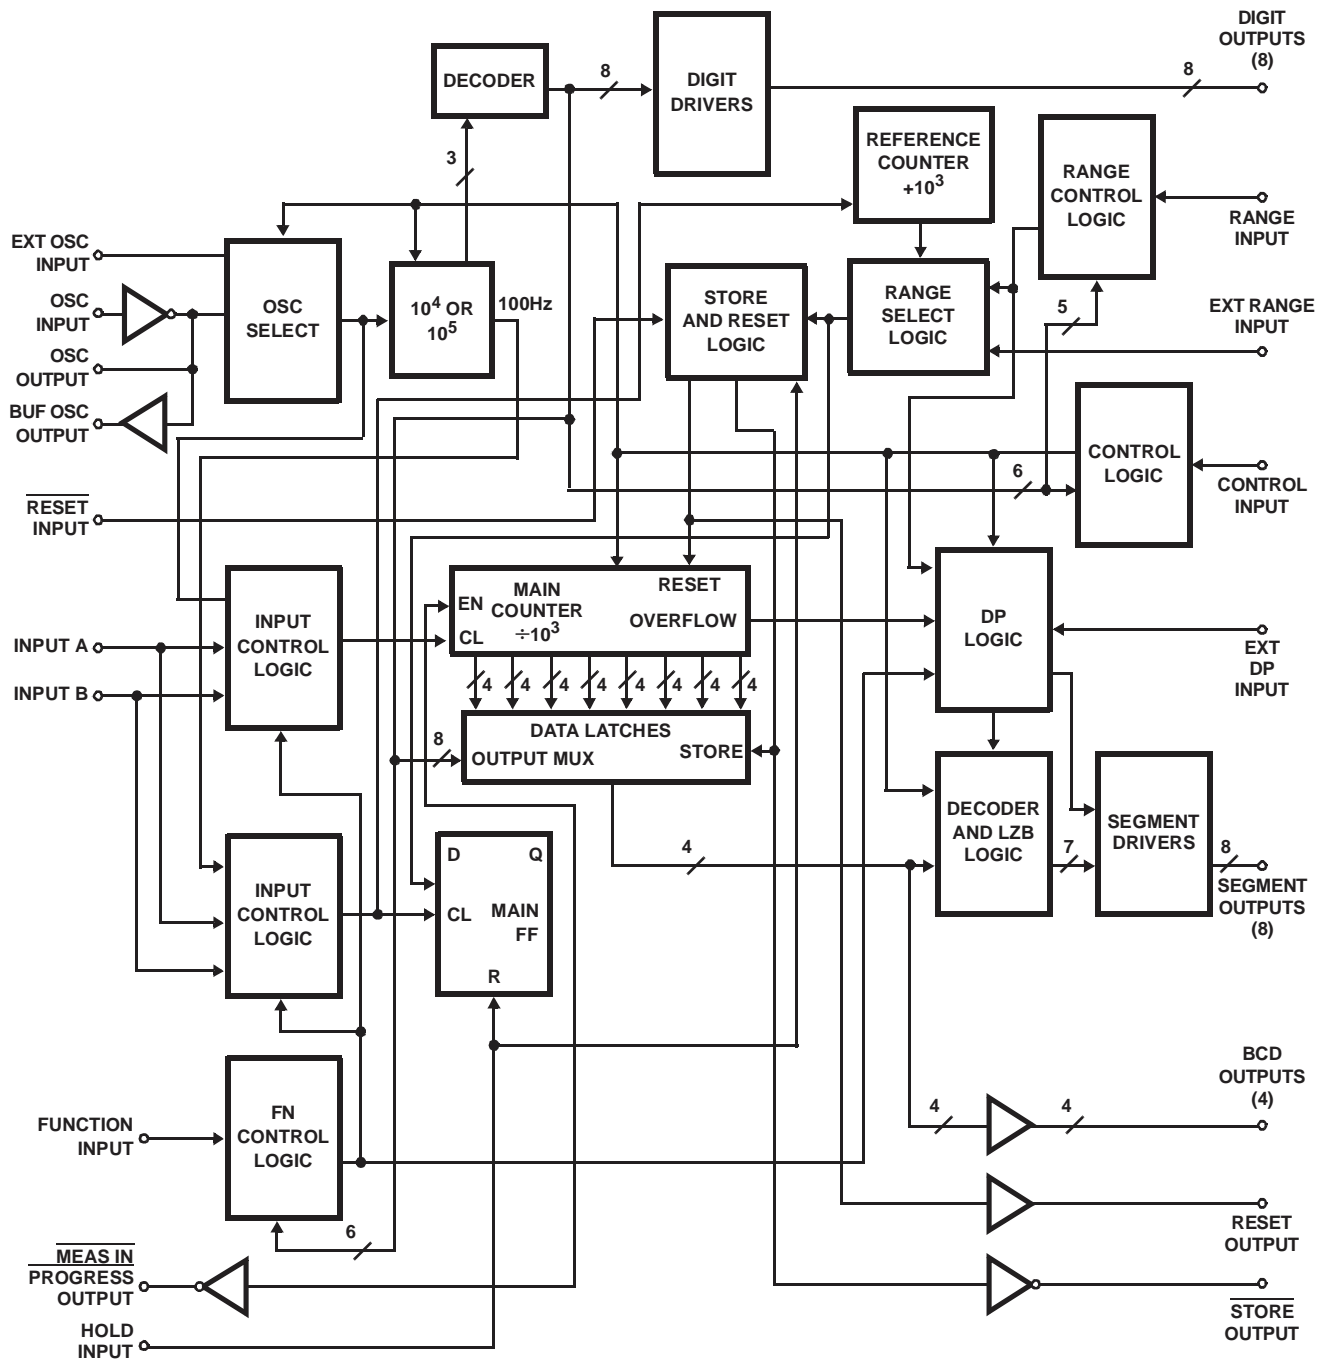 DIGIT
OUTPUTS
(8)
DECODER
8
DIGIT
DRIVERS
8
REFERENCE
COUNTER
+10³
RANGE
CONTROL
LOGIC
RANGE
INPUT
3
EXT OSC
INPUT
OSC
INPUT
OSC
OUTPUT
BUF OSC
OUTPUT
OSC
SELECT
10⁴ OR
10⁵
100Hz
STORE
AND RESET
LOGIC
RANGE
SELECT
LOGIC
5
EXT RANGE
INPUT
RESET
INPUT
6
CONTROL
LOGIC
CONTROL
INPUT
INPUT A
INPUT B
INPUT
CONTROL
LOGIC
EN
CL
MAIN
COUNTER
÷10³
RESET
OVERFLOW
DP
LOGIC
EXT
DP
INPUT
4 4 4 4 4 4 4 4
8
DATA LATCHES
OUTPUT MUX
STORE
DECODER
AND LZB
LOGIC
7
SEGMENT
DRIVERS
8
SEGMENT
OUTPUTS
(8)
4
INPUT
CONTROL
LOGIC
D Q
CL
MAIN
FF
R
FUNCTION
INPUT
FN
CONTROL
LOGIC
6
BCD
OUTPUTS
(4)
4
4
RESET
OUTPUT
MEAS IN
PROGRESS
OUTPUT
STORE
OUTPUT
HOLD
INPUT